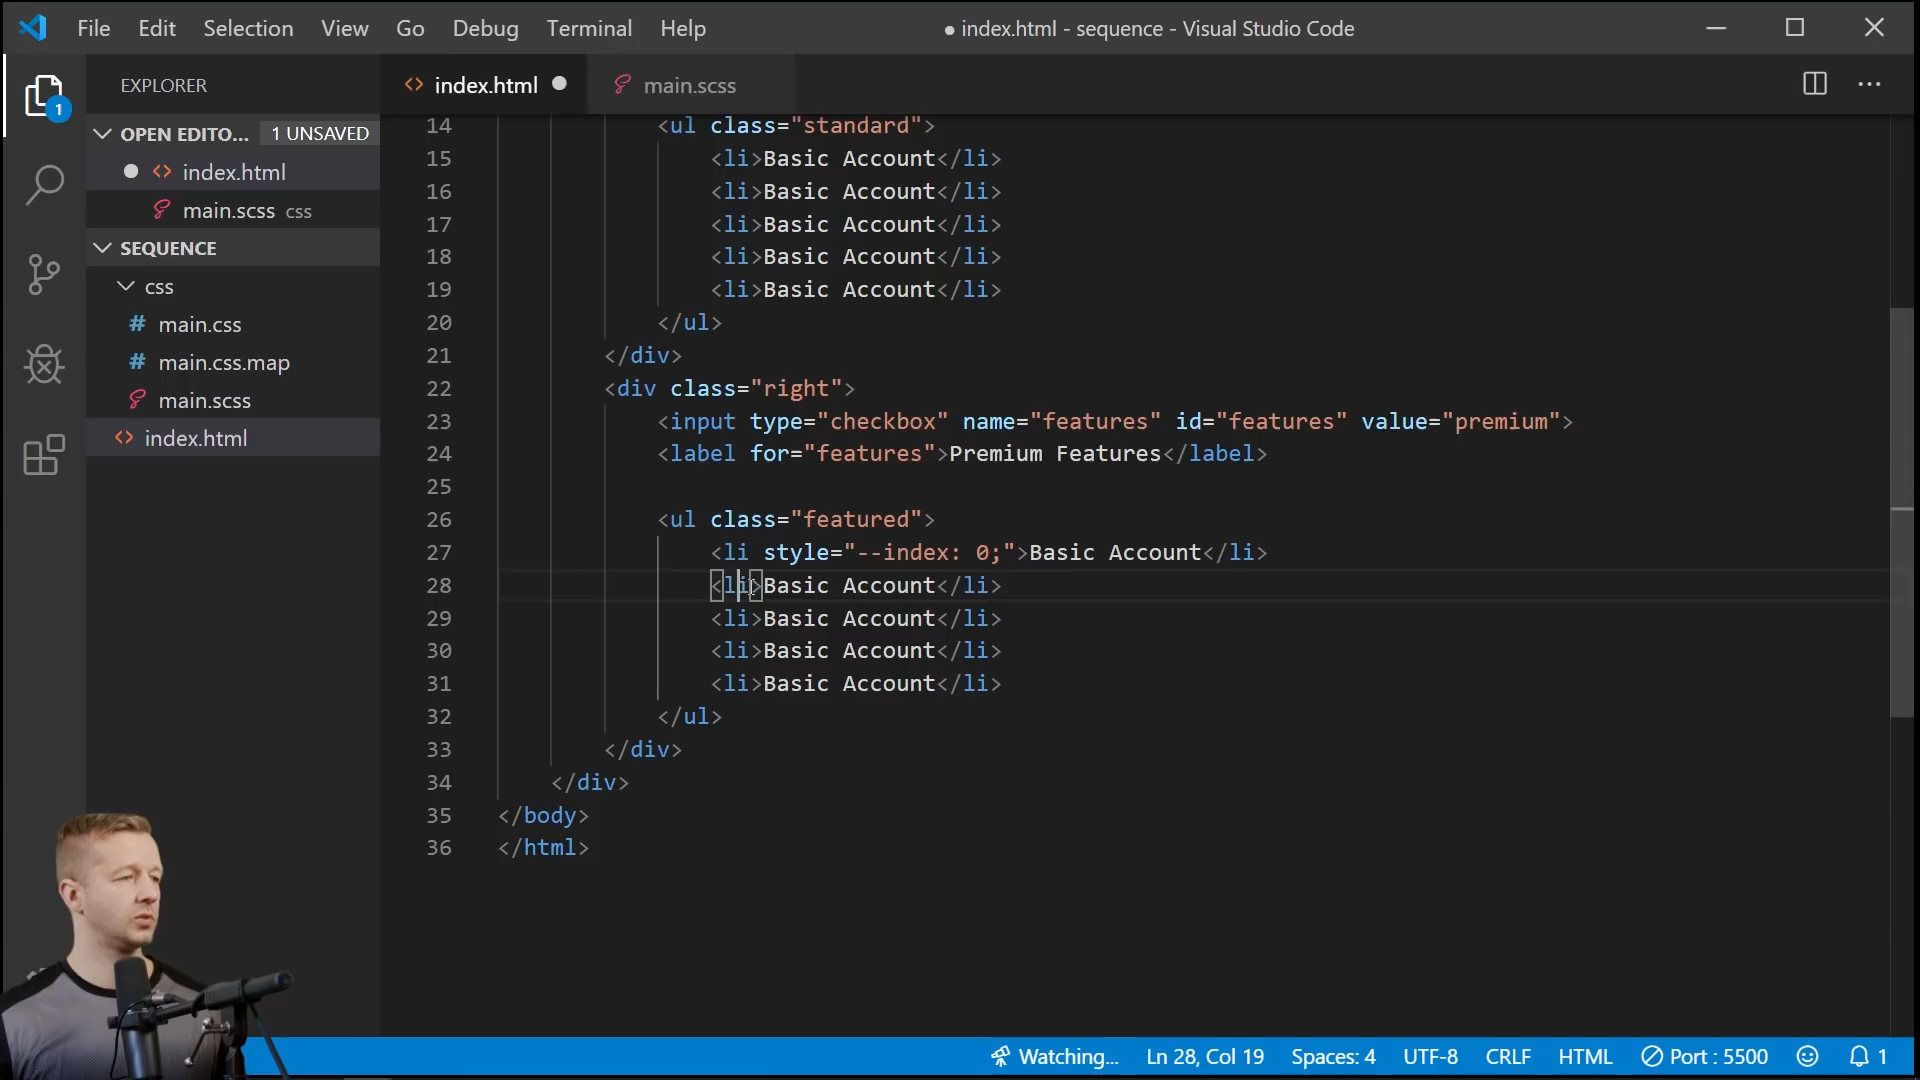 File Edit Selection View Go Debug Terminal Help
● index.html - sequence - Visual Studio Code
EXPLORER
index.html
main.scss
1
OPEN EDITO... 1 UNSAVED
index.html
main.scss css
SEQUENCE
css
main.css
main.css.map
main.scss
index.html
14 <ul class="standard">
15 <li>Basic Account</li>
16 <li>Basic Account</li>
17 <li>Basic Account</li>
18 <li>Basic Account</li>
19 <li>Basic Account</li>
20 </ul>
21 </div>
22 <div class="right">
23 <input type="checkbox" name="features" id="features" value="premium">
24 <label for="features">Premium Features</label>
25
26 <ul class="featured">
27 <li style="--index: 0;">Basic Account</li>
28 <li>Basic Account</li>
29 <li>Basic Account</li>
30 <li>Basic Account</li>
31 <li>Basic Account</li>
32 </ul>
33 </div>
34 </div>
35 </body>
36 </html>
Watching... Ln 28, Col 19 Spaces: 4 UTF-8 CRLF HTML Port : 5500 1